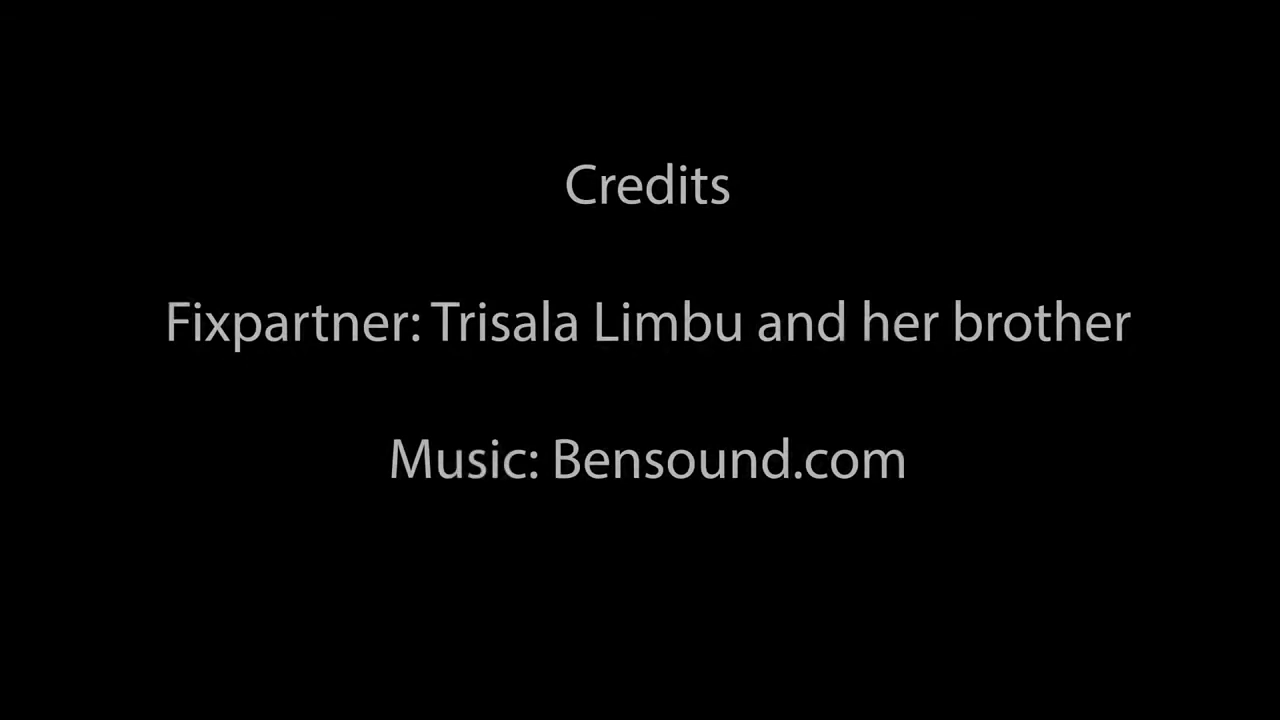 Credits
Fixpartner: Trisala Limbu and her brother
Music: Bensound.com